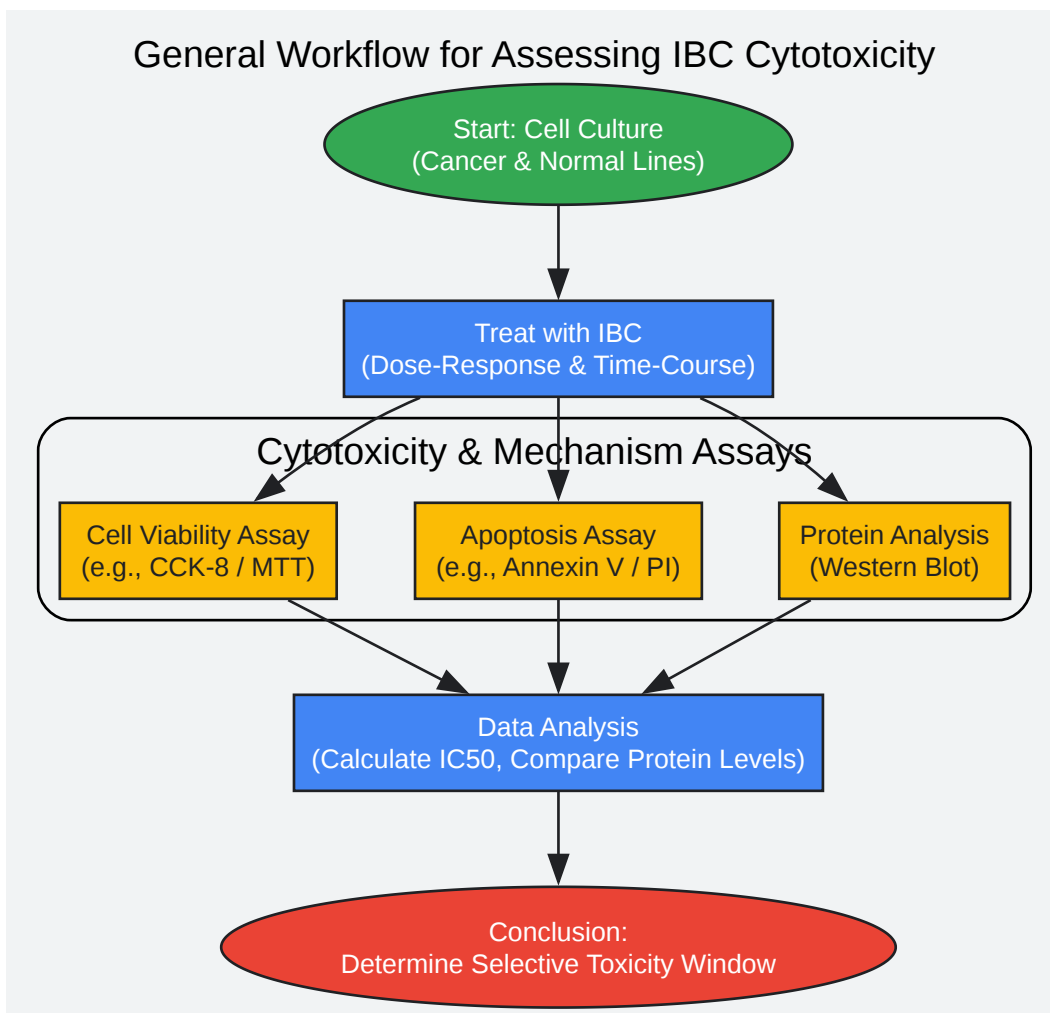 General Workflow for Assessing IBC Cytotoxicity
Start: Cell Culture
(Cancer & Normal Lines)
Treat with IBC
(Dose-Response & Time-Course)
Cytotoxicity & Mechanism Assays
Cell Viability Assay
(e.g., CCK-8 / MTT)
Apoptosis Assay
(e.g., Annexin V / PI)
Protein Analysis
(Western Blot)
Data Analysis
(Calculate IC50, Compare Protein Levels)
Conclusion:
Determine Selective Toxicity Window